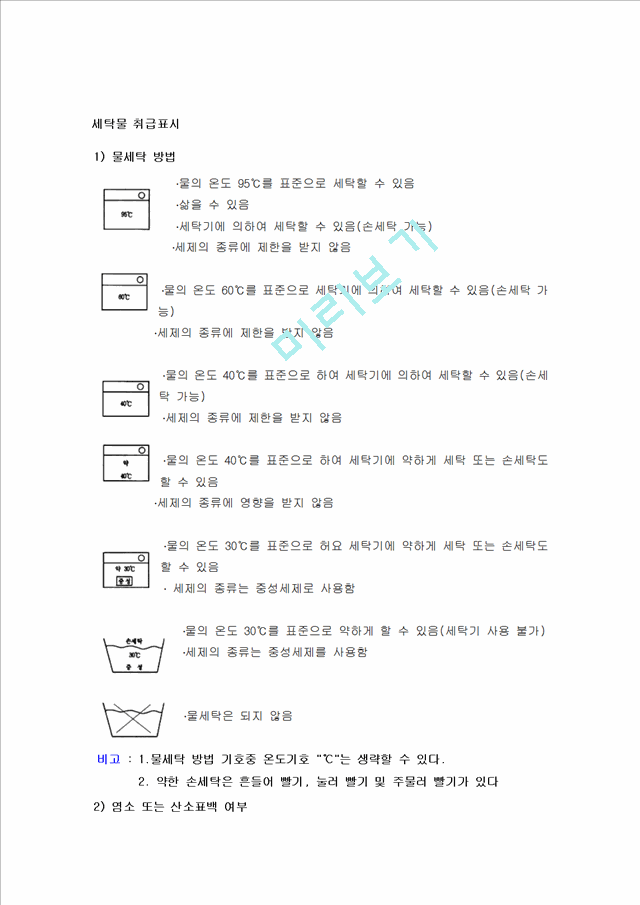 세탁물 취급표시
1) 물세탁 방법
·물의 온도 95℃를 표준으로 세탁할 수 있음
·삶을 수 있음
95℃
·세탁기에 의하여 세탁할 수 있음(손세탁 가능)
·세제의 종류에 제한을 받지 않음
미리보기
60℃
·물의 온도 60℃를 표준으로 세탁기에 의하여 세탁할 수 있음(손세탁 가
능)
·세제의 종류에 제한을 받지 않음
·물의 온도 40℃를 표준으로 하여 세탁기에 의하여 세탁할 수 있음(손세
40℃
탁 가능)
·세제의 종류에 제한을 받지 않음
약
40℃
·물의 온도 40℃를 표준으로 하여 세탁기에 약하게 세탁 또는 손세탁도
할 수 있음
·세제의 종류에 영향을 받지 않음
·물의 온도 30℃를 표준으로 허요 세탁기에 약하게 세탁 또는 손세탁도
약 30℃
할 수 있음
중성
· 세제의 종류는 중성세제로 사용함
손세탁
30℃
중 성
·물의 온도 30℃를 표준으로 약하게 할 수 있음(세탁기 사용 불가)
·세제의 종류는 중성세제를 사용함
·물세탁은 되지 않음
비고 : 1.물세탁 방법 기호중 온도기호 "℃"는 생략할 수 있다.
2. 약한 손세탁은 흔들어 빨기, 눌러 빨기 및 주물러 빨기가 있다
2) 염소 또는 산소표백 여부